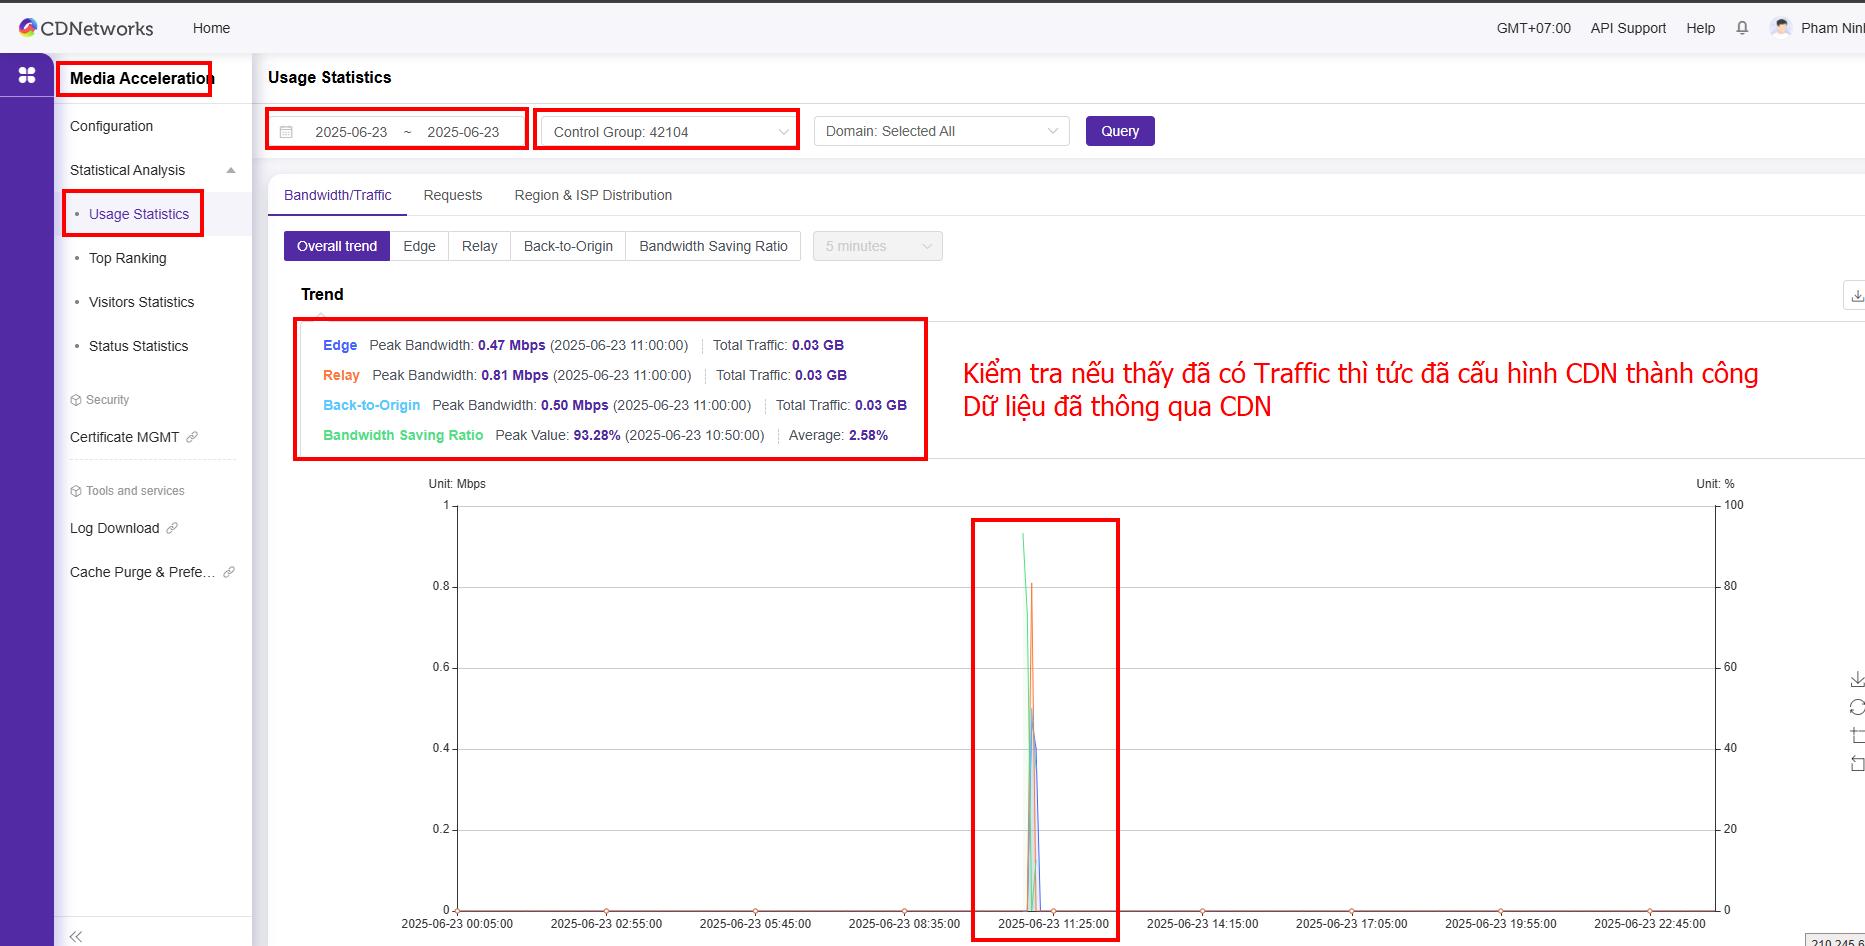 CDNetworks
Home
GMT+07:00
API Support
Help
Pham Ninh
Media Acceleration
Configuration
Statistical Analysis
Usage Statistics
Top Ranking
Visitors Statistics
Status Statistics
Security
Certificate MGMT
Tools and services
Log Download
Cache Purge & Prefe...
Usage Statistics
2025-06-23 ~ 2025-06-23
Control Group: 42104
Domain: Selected All
Query
Bandwidth/Traffic
Requests
Region & ISP Distribution
Overall trend
Edge
Relay
Back-to-Origin
Bandwidth Saving Ratio
5 minutes
Trend
Edge Peak Bandwidth: 0.47 Mbps (2025-06-23 11:00:00) Total Traffic: 0.03 GB
Relay Peak Bandwidth: 0.81 Mbps (2025-06-23 11:00:00) Total Traffic: 0.03 GB
Back-to-Origin Peak Bandwidth: 0.50 Mbps (2025-06-23 11:00:00) Total Traffic: 0.03 GB
Bandwidth Saving Ratio Peak Value: 93.28% (2025-06-23 10:50:00) Average: 2.58%
Kiểm tra nếu thấy đã có Traffic thì tức đã cấu hình CDN thành công
Dữ liệu đã thông qua CDN
Unit: Mbps
Unit: %
1
100
0.8
80
0.6
60
0.4
40
0.2
20
0
0
2025-06-23 00:05:00
2025-06-23 02:55:00
2025-06-23 05:45:00
2025-06-23 08:35:00
2025-06-23 11:25:00
2025-06-23 14:15:00
2025-06-23 17:05:00
2025-06-23 19:55:00
2025-06-23 22:45:00